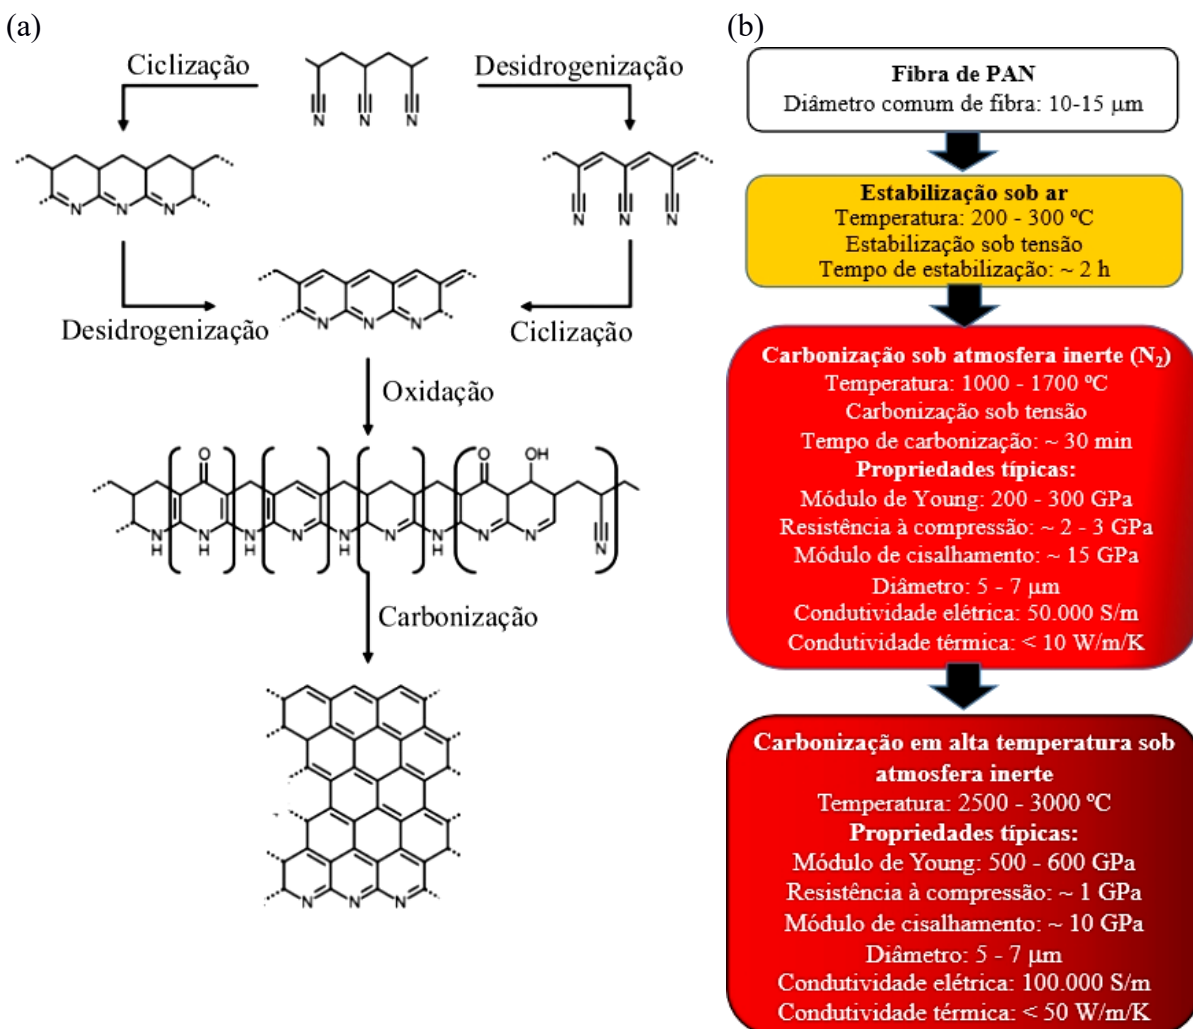 (a)
Ciclização
Desidrogenização
N N N
N N N
N N N
Desidrogenização
Ciclização
N N N
Oxidação
O O OH
N N N N N N N N N
H H H H H
N
Carbonização
N N N
(b)
Fibra de PAN
Diâmetro comum de fibra: 10-15 μm
Estabilização sob ar
Temperatura: 200 - 300 ºC
Estabilização sob tensão
Tempo de estabilização: ~ 2 h
Carbonização sob atmosfera inerte (N₂)
Temperatura: 1000 - 1700 ºC
Carbonização sob tensão
Tempo de carbonização: ~ 30 min
Propriedades típicas:
Módulo de Young: 200 - 300 GPa
Resistência à compressão: ~ 2 - 3 GPa
Módulo de cisalhamento: ~ 15 GPa
Diâmetro: 5 - 7 μm
Condutividade elétrica: 50.000 S/m
Condutividade térmica: < 10 W/m/K
Carbonização em alta temperatura sob
atmosfera inerte
Temperatura: 2500 - 3000 ºC
Propriedades típicas:
Módulo de Young: 500 - 600 GPa
Resistência à compressão: ~ 1 GPa
Módulo de cisalhamento: ~ 10 GPa
Diâmetro: 5 - 7 μm
Condutividade elétrica: 100.000 S/m
Condutividade térmica: < 50 W/m/K